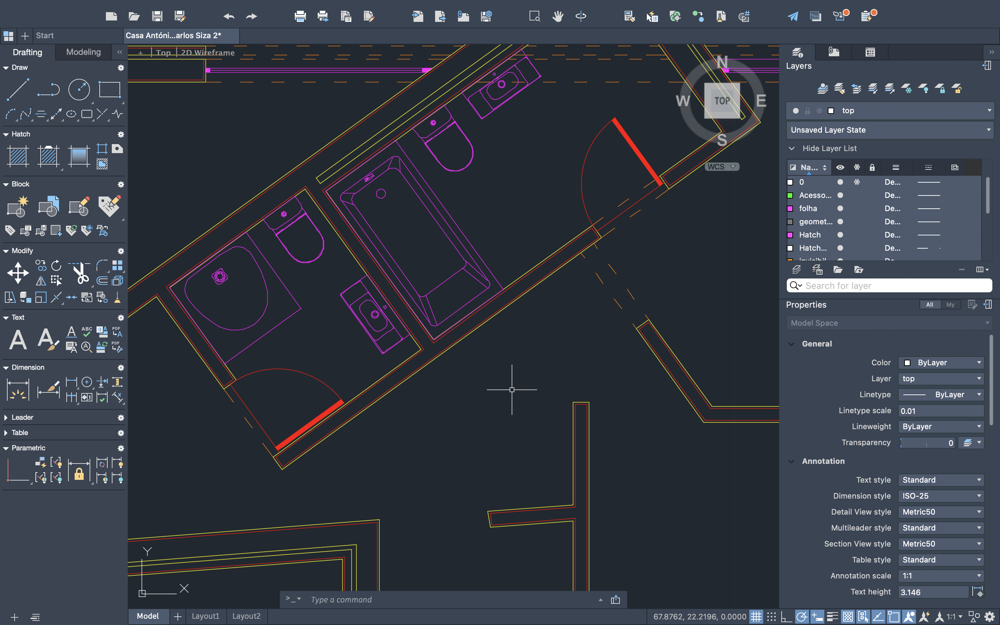 Start
Casa Antóni...arlos Siza 2*
Drafting
Modeling
+ | Top | 2D Wireframe
Draw
Hatch
Block
Modify
Text
ABC
A
PDF
A
A
A
A
A
A
A
PDF
Dimension
Leader
Table
Parametric
N
W
TOP
E
S
WCS
Y
X
>_
Type a command
Model
Layout1
Layout2
67.8762, 22.2196, 0.0000
1:1
Layers
top
Unsaved Layer State
Hide Layer List
Na...
0
De...
Acesso...
De...
folha
De...
geomet...
De...
Hatch
De...
Hatch...
De...
Search for layer
Properties
All
My
Model Space
General
Color
ByLayer
Layer
top
Linetype
ByLayer
Linetype scale
0.01
Lineweight
ByLayer
Transparency
0
Annotation
Text style
Standard
Dimension style
ISO-25
Detail View style
Metric50
Multileader style
Standard
Section View style
Metric50
Table style
Standard
Annotation scale
1:1
Text height
3.146